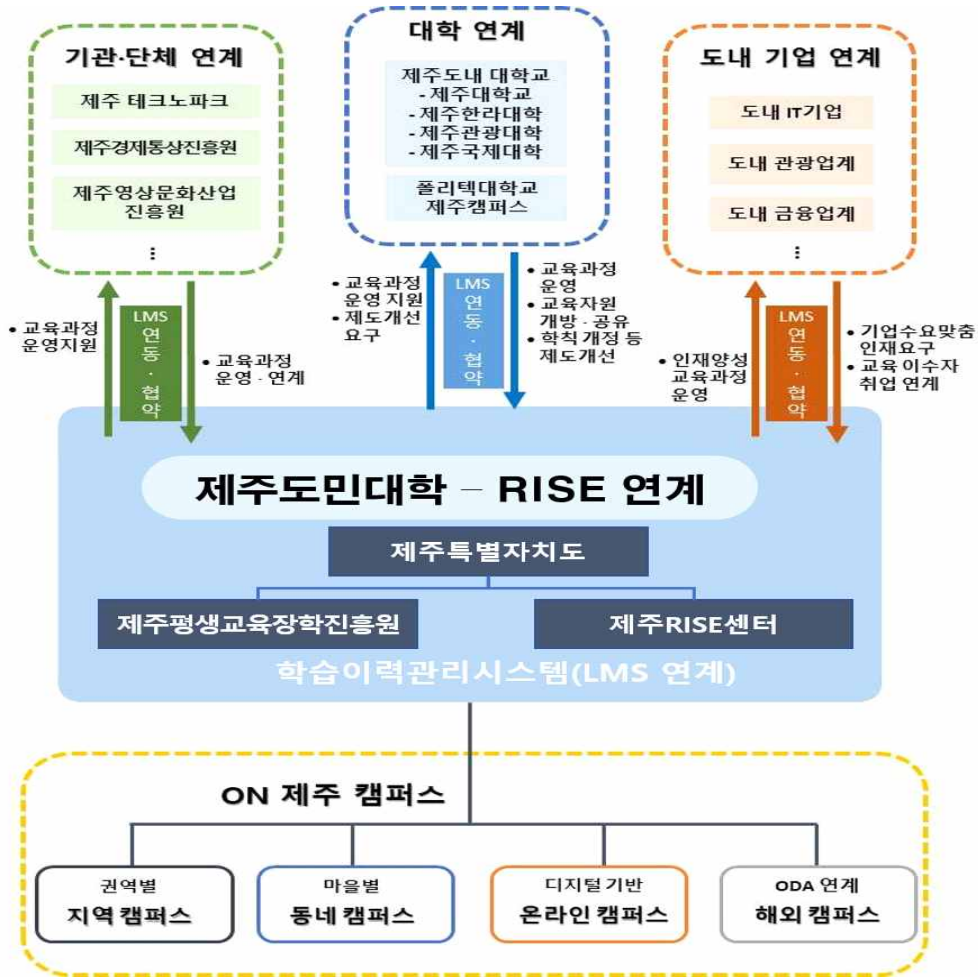 기관·단체 연계
제주 테크노파크
제주경제통상진흥원
제주영상문화산업
진흥원
⋮
대학 연계
제주도내 대학교
- 제주대학교
- 제주한라대학
- 제주관광대학
- 제주국제대학
폴리텍대학교
제주캠퍼스
도내 기업 연계
도내 IT기업
도내 관광업계
도내 금융업계
⋮
• 교육과정
운영지원
LMS
연동·협약
• 교육과정
운영·연계
• 교육과정
운영 지원
• 제도개선
요구
LMS
연동·협약
• 교육과정
운영
• 교육자원
개방·공유
• 학칙 개정 등
제도개선
• 인재양성
교육과정
운영
LMS
연동·협약
• 기업수요맞춤
인재요구
• 교육 이수자
취업 연계
제주도민대학 – RISE 연계
제주특별자치도
제주평생교육장학진흥원
제주RISE센터
학습이력관리시스템(LMS 연계)
ON 제주 캠퍼스
권역별
지역 캠퍼스
마을별
동네 캠퍼스
디지털 기반
온라인 캠퍼스
ODA 연계
해외 캠퍼스